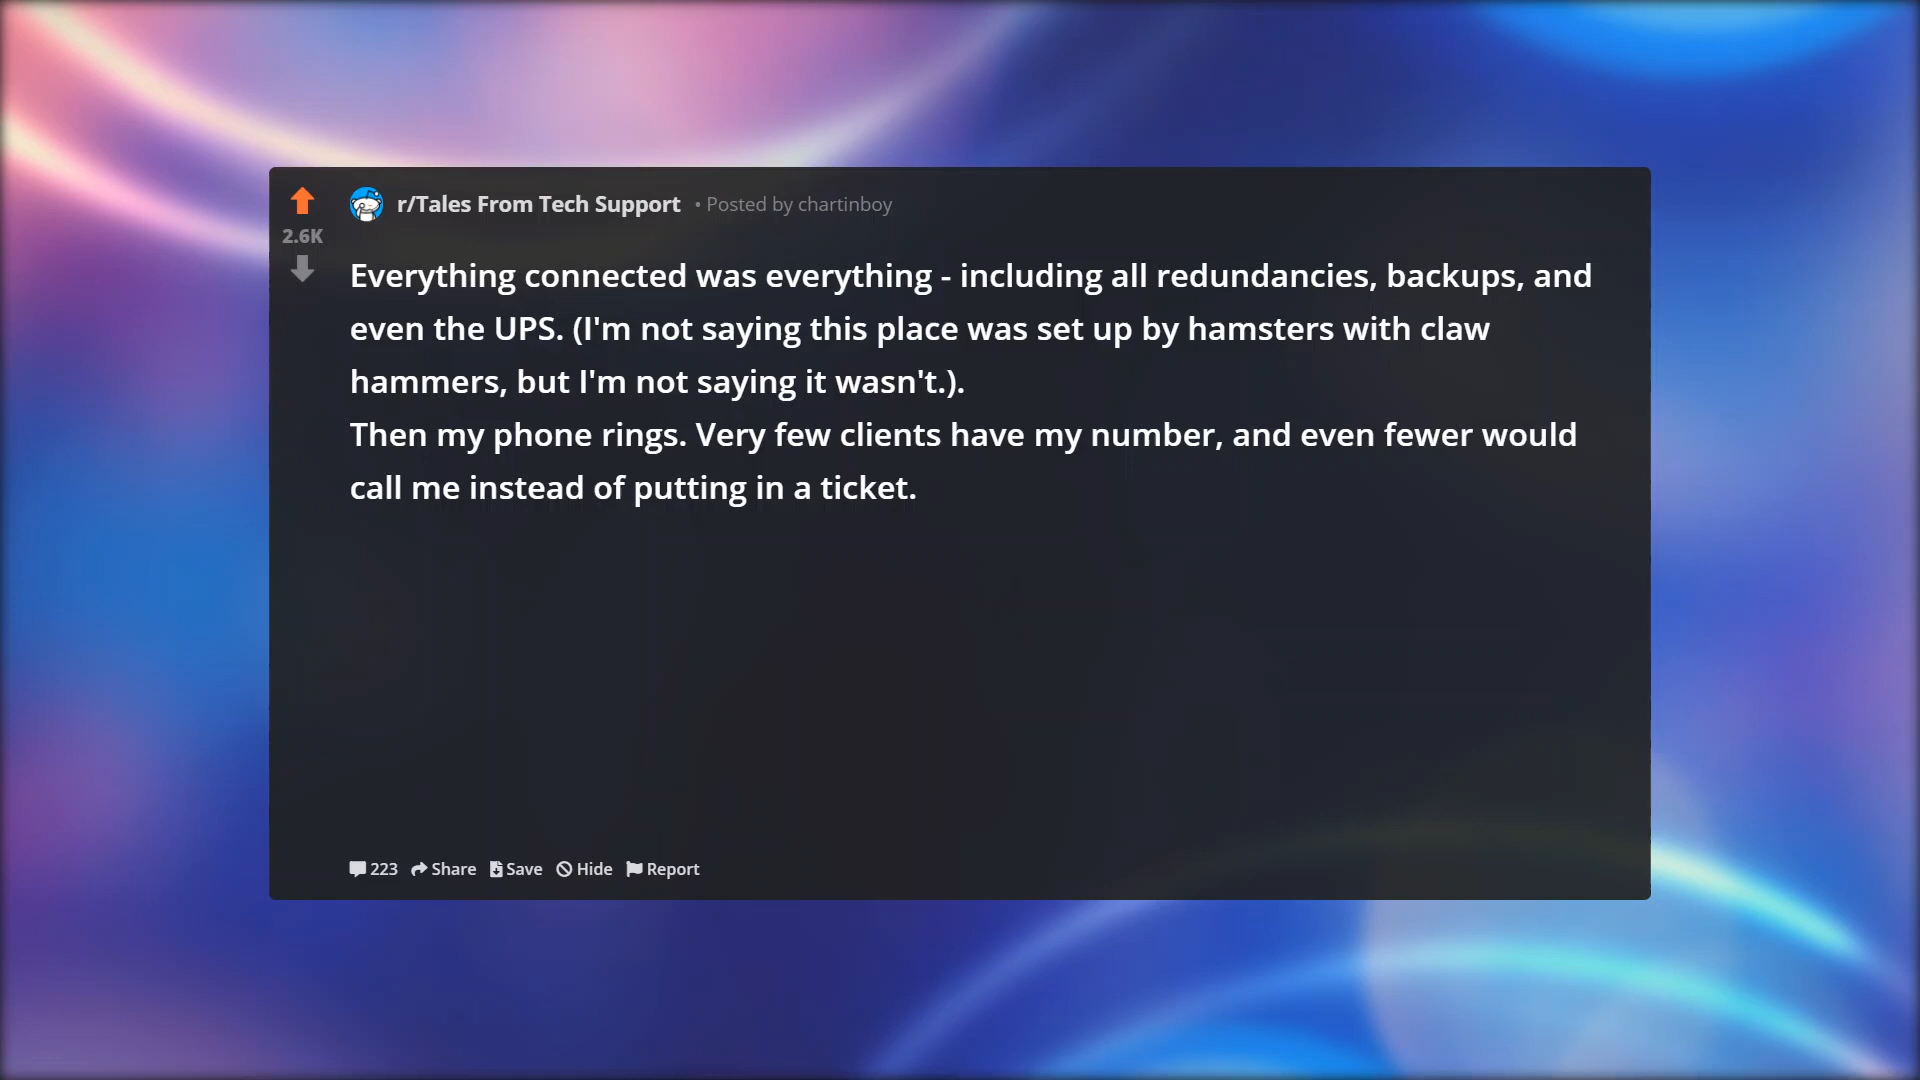 r/Tales From Tech Support • Posted by chartinboy
2.6K
Everything connected was everything - including all redundancies, backups, and
even the UPS. (I'm not saying this place was set up by hamsters with claw
hammers, but I'm not saying it wasn't.).
Then my phone rings. Very few clients have my number, and even fewer would
call me instead of putting in a ticket.
223 Share Save Hide Report